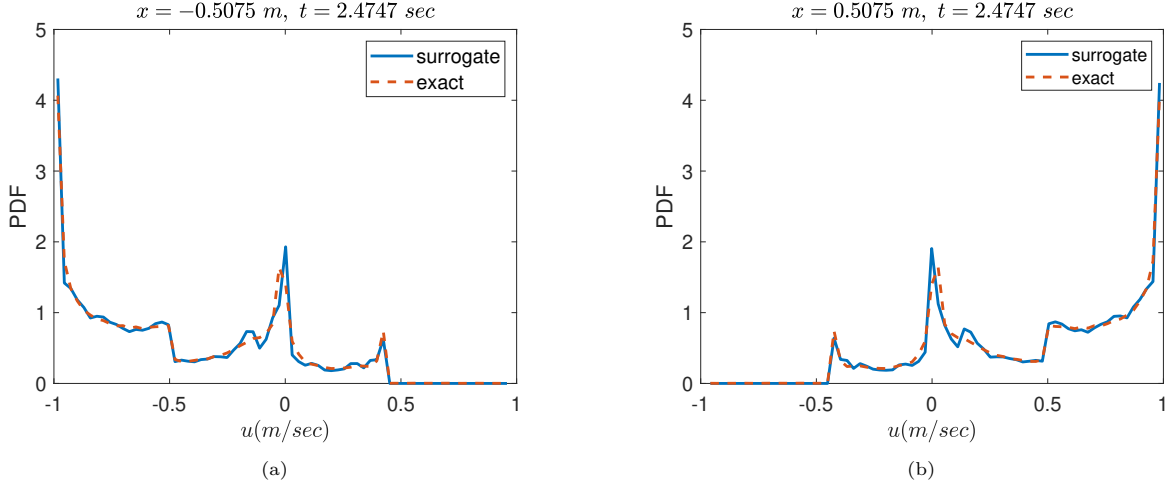 x = −0.5075 m, t = 2.4747 sec
5
4
3
2
1
0
PDF
surrogate
exact
-1
-0.5
0
0.5
1
u(m/sec)
(a)
x = 0.5075 m, t = 2.4747 sec
5
4
3
2
1
0
PDF
surrogate
exact
-1
-0.5
0
0.5
1
u(m/sec)
(b)